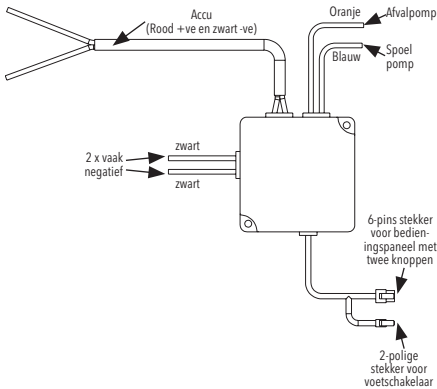 Accu
(Rood +ve en zwart -ve)
Oranje
Afvalpomp
Blauw
Spoel
pomp
2 x vaak
negatief
zwart
zwart
6-pins stekker
voor bedien-
ingspaneel met
twee knoppen
2-polige
stekker voor
voetschakelaar